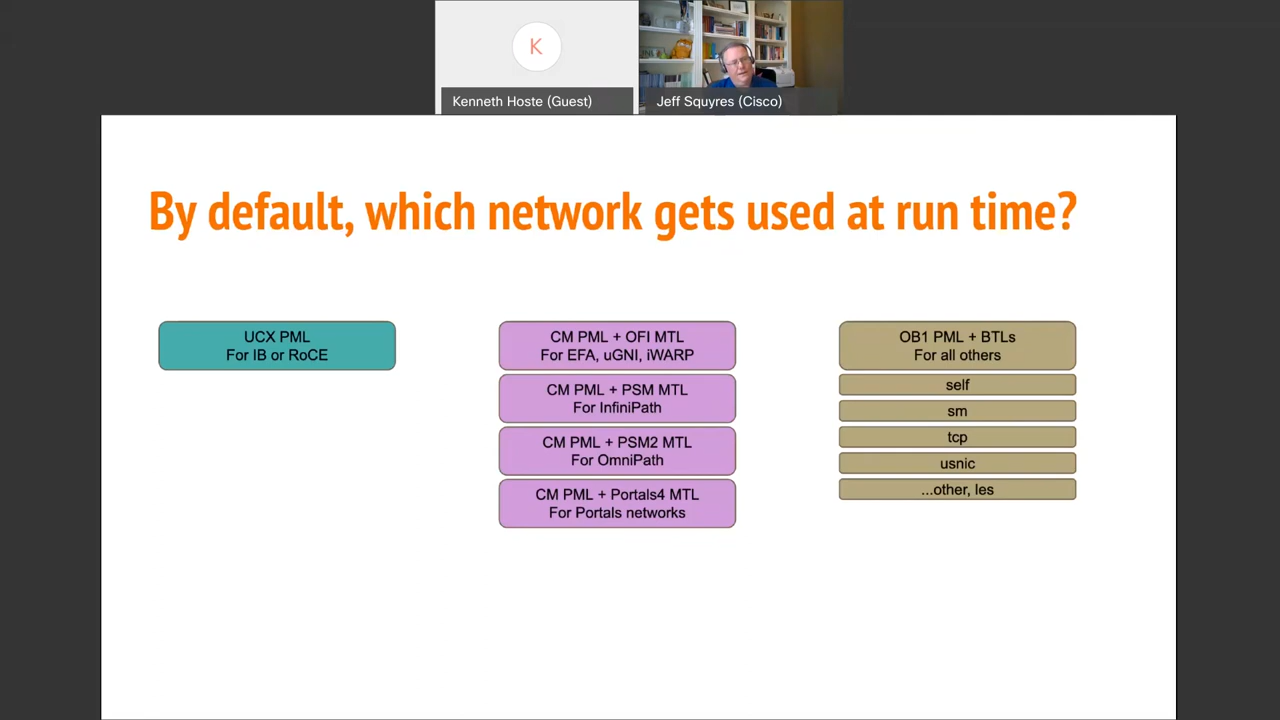 K
Kenneth Hoste (Guest)
Jeff Squyres (Cisco)
By default, which network gets used at run time?
UCX PML
For IB or RoCE
CM PML + OFI MTL
For EFA, uGNI, iWARP
CM PML + PSM MTL
For InfiniPath
CM PML + PSM2 MTL
For OmniPath
CM PML + Portals4 MTL
For Portals networks
OB1 PML + BTLs
For all others
self
sm
tcp
usnic
...other, les